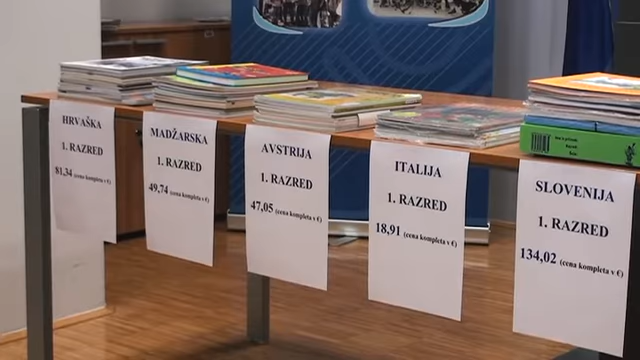 HRVAŠKA
1. RAZRED
81,34 (cena kompleta v €)
MADŽARSKA
1. RAZRED
49,74 (cena kompleta v €)
AVSTRIJA
1. RAZRED
47,05 (cena kompleta v €)
ITALIJA
1. RAZRED
18,91 (cena kompleta v €)
SLOVENIJA
1. RAZRED
134,02 (cena kompleta v €)